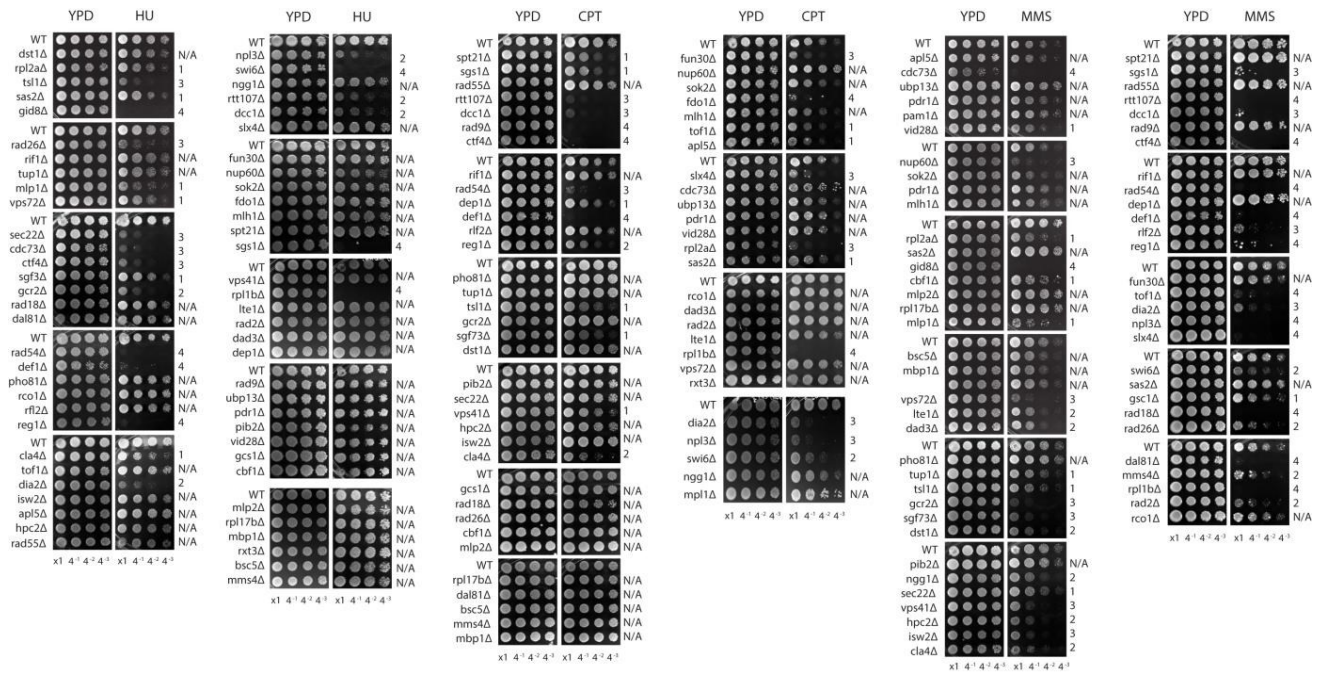 YPD HU
WT
dst1Δ N/A
rpl2aΔ 1
tsl1Δ 3
sas2Δ 1
gid8Δ 4
WT
rad26Δ 3
rif1Δ N/A
tup1Δ N/A
mlp1Δ 1
vps72Δ 1
WT
sec22Δ 3
cdc73Δ 3
ctf4Δ 3
sgf3Δ 1
gcr2Δ 2
rad18Δ N/A
dal81Δ N/A
WT
rad54Δ 4
def1Δ 4
pho81Δ N/A
rco1Δ N/A
rfl2Δ N/A
reg1Δ 4
WT
cla4Δ 1
tof1Δ N/A
dia2Δ 2
isw2Δ N/A
apl5Δ N/A
hpc2Δ N/A
rad55Δ N/A
x1 4⁻¹ 4⁻² 4⁻³ x1 4⁻¹ 4⁻² 4⁻³
YPD HU
WT
npl3Δ 2
swi6Δ 4
ngg1Δ N/A
rtt107Δ 2
dcc1Δ 2
slx4Δ N/A
WT
fun30Δ N/A
nup60Δ N/A
sok2Δ N/A
fdo1Δ N/A
mlh1Δ N/A
spt21Δ N/A
sgs1Δ 4
WT
vps41Δ N/A
rpl1bΔ 4
lte1Δ N/A
rad2Δ N/A
dad3Δ N/A
dep1Δ N/A
WT
rad9Δ N/A
ubp13Δ N/A
pdr1Δ N/A
pib2Δ N/A
vid28Δ N/A
gcs1Δ N/A
cbf1Δ N/A
WT
mlp2Δ N/A
rpl17bΔ N/A
mbp1Δ N/A
rxt3Δ N/A
bsc5Δ N/A
mms4Δ N/A
x1 4⁻¹ 4⁻² 4⁻³ x1 4⁻¹ 4⁻² 4⁻³
YPD CPT
WT
spt21Δ 1
sgs1Δ 1
rad55Δ N/A
rtt107Δ 3
dcc1Δ 3
rad9Δ 4
ctf4Δ 4
WT
rif1Δ N/A
rad54Δ 3
dep1Δ N/A
def1Δ 4
rlf2Δ N/A
reg1Δ 2
WT
pho81Δ N/A
tup1Δ N/A
tsl1Δ 1
gcr2Δ N/A
sgf73Δ 1
dst1Δ N/A
WT
pib2Δ N/A
sec22Δ N/A
vps41Δ 1
hpc2Δ N/A
isw2Δ N/A
cla4Δ 2
WT
gcs1Δ N/A
rad18Δ N/A
rad26Δ N/A
cbf1Δ N/A
mlp2Δ N/A
WT
rpl17bΔ N/A
dal81Δ N/A
bsc5Δ N/A
mms4Δ N/A
mbp1Δ N/A
x1 4⁻¹ 4⁻² 4⁻³ x1 4⁻¹ 4⁻² 4⁻³
YPD CPT
WT
fun30Δ 3
nup60Δ N/A
sok2Δ N/A
fdo1Δ 4
mlh1Δ N/A
tof1Δ 1
apl5Δ 1
WT
slx4Δ 3
cdc73Δ N/A
ubp13Δ N/A
pdr1Δ N/A
vid28Δ N/A
rpl2aΔ 3
sas2Δ 1
WT
rco1Δ N/A
dad3Δ N/A
rad2Δ N/A
lte1Δ N/A
rpl1bΔ 4
vps72Δ N/A
rxt3Δ N/A
WT
dia2Δ 3
npl3Δ 3
swi6Δ 2
ngg1Δ N/A
mpl1Δ N/A
x1 4⁻¹ 4⁻² 4⁻³ x1 4⁻¹ 4⁻² 4⁻³
YPD MMS
WT
apl5Δ N/A
cdc73Δ 4
ubp13Δ N/A
pdr1Δ N/A
pam1Δ N/A
vid28Δ 1
WT
nup60Δ 3
sok2Δ N/A
pdr1Δ N/A
mlh1Δ N/A
WT
rpl2aΔ 1
sas2Δ N/A
gid8Δ 4
cbf1Δ 1
mlp2Δ N/A
rpl17bΔ N/A
mlp1Δ 1
WT
bsc5Δ N/A
mbp1Δ N/A
vps72Δ 3
lte1Δ 2
dad3Δ 2
WT
pho81Δ N/A
tup1Δ 1
tsl1Δ 1
gcr2Δ 3
sgf73Δ 3
dst1Δ 2
WT
pib2Δ N/A
ngg1Δ 2
sec22Δ 1
vps41Δ 3
hpc2Δ 2
isw2Δ 3
cla4Δ 2
x1 4⁻¹ 4⁻² 4⁻³ x1 4⁻¹ 4⁻² 4⁻³
YPD MMS
WT
spt21Δ N/A
sgs1Δ 3
rad55Δ N/A
rtt107Δ 4
dcc1Δ 3
rad9Δ N/A
ctf4Δ 4
WT
rif1Δ N/A
rad54Δ 4
dep1Δ N/A
def1Δ 4
rlf2Δ 3
reg1Δ 4
WT
fun30Δ N/A
tof1Δ 4
dia2Δ 3
npl3Δ 4
slx4Δ 4
WT
swi6Δ 2
sas2Δ N/A
gsc1Δ 1
rad18Δ 4
rad26Δ 2
WT
dal81Δ 4
mms4Δ 2
rpl1bΔ 4
rad2Δ 2
rco1Δ N/A
x1 4⁻¹ 4⁻² 4⁻³ x1 4⁻¹ 4⁻² 4⁻³